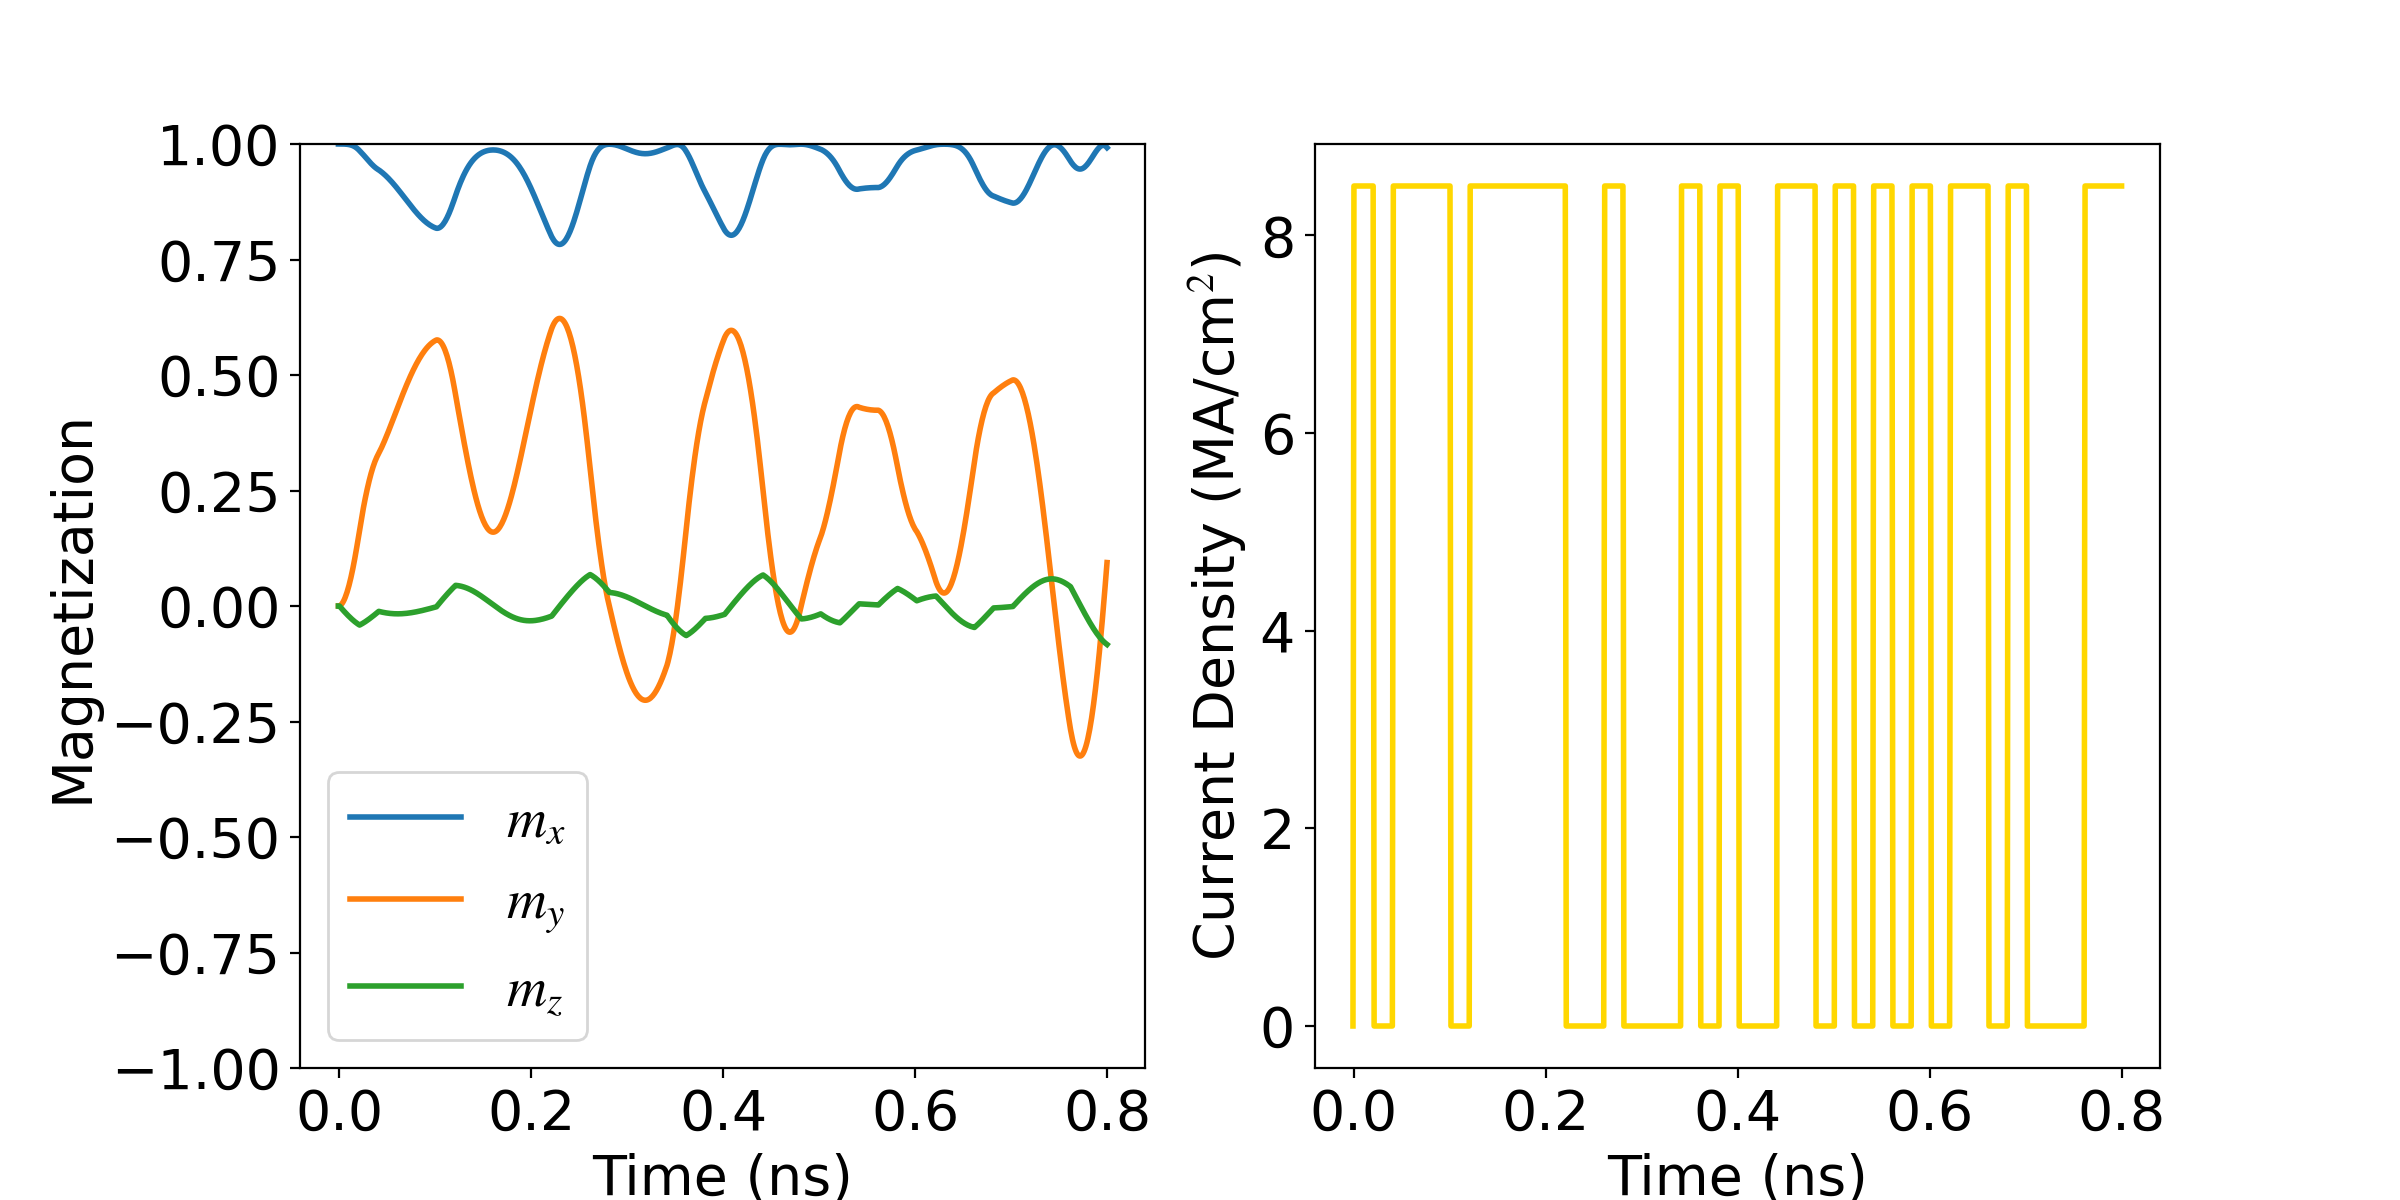 Magnetization
1.00
0.75
0.50
0.25
0.00
−0.25
−0.50
−0.75
−1.00
m_x
m_y
m_z
0.0 0.2 0.4 0.6 0.8
Time (ns)
Current Density (MA/cm²)
8
6
4
2
0
0.0 0.2 0.4 0.6 0.8
Time (ns)